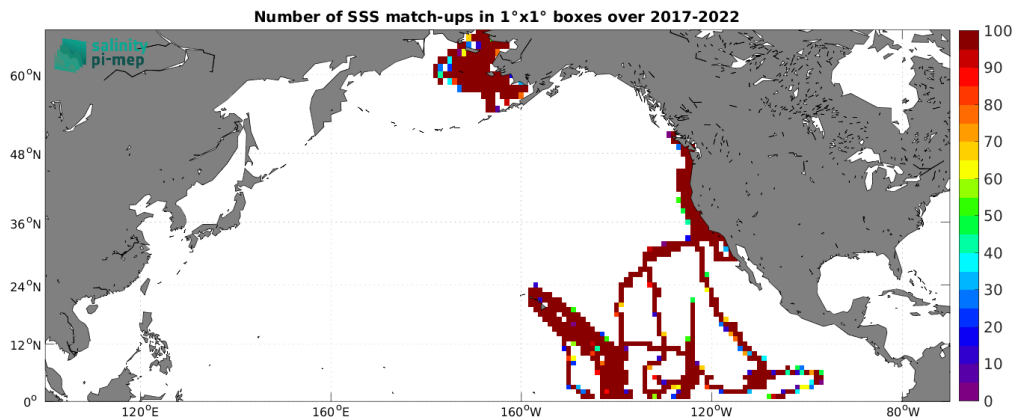 Number of SSS match-ups in 1°x1° boxes over 2017-2022
salinity
pi-mep
60°N
48°N
36°N
24°N
12°N
0°
120°E
160°E
160°W
120°W
80°W
100
90
80
70
60
50
40
30
20
10
0